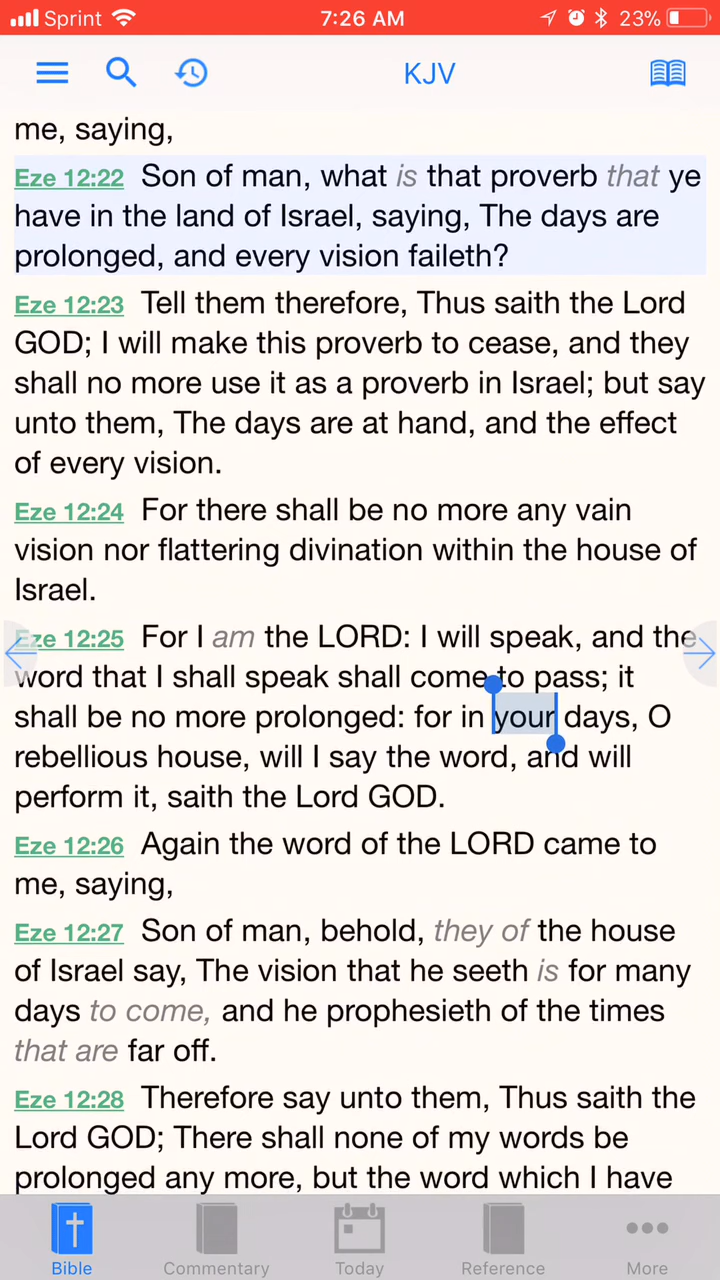 Sprint 7:26 AM 23%
KJV
me, saying,
Eze 12:22 Son of man, what is that proverb that ye
have in the land of Israel, saying, The days are
prolonged, and every vision faileth?
Eze 12:23 Tell them therefore, Thus saith the Lord
GOD; I will make this proverb to cease, and they
shall no more use it as a proverb in Israel; but say
unto them, The days are at hand, and the effect
of every vision.
Eze 12:24 For there shall be no more any vain
vision nor flattering divination within the house of
Israel.
Eze 12:25 For I am the LORD: I will speak, and the
word that I shall speak shall come to pass; it
shall be no more prolonged: for in your days, O
rebellious house, will I say the word, and will
perform it, saith the Lord GOD.
Eze 12:26 Again the word of the LORD came to
me, saying,
Eze 12:27 Son of man, behold, they of the house
of Israel say, The vision that he seeth is for many
days to come, and he prophesieth of the times
that are far off.
Eze 12:28 Therefore say unto them, Thus saith the
Lord GOD; There shall none of my words be
prolonged any more, but the word which I have
Bible Commentary Today Reference More